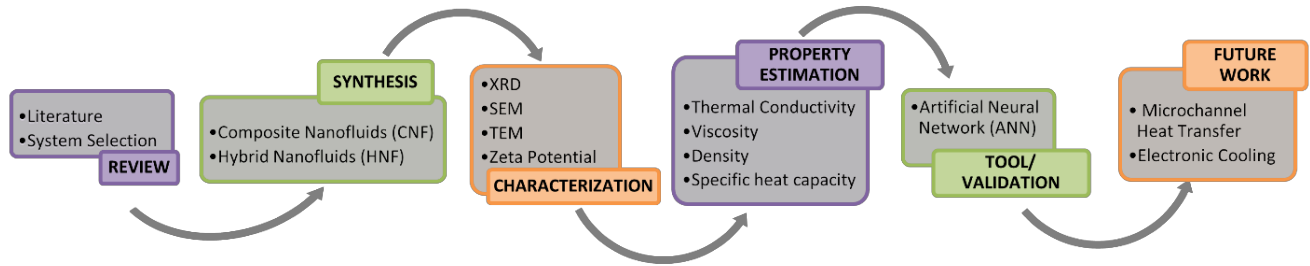 •Literature
•System Selection
REVIEW
SYNTHESIS
•Composite Nanofluids (CNF)
•Hybrid Nanofluids (HNF)
•XRD
•SEM
•TEM
•Zeta Potential
CHARACTERIZATION
PROPERTY
ESTIMATION
•Thermal Conductivity
•Viscosity
•Density
•Specific heat capacity
•Artificial Neural
Network (ANN)
TOOL/
VALIDATION
FUTURE
WORK
• Microchannel
Heat Transfer
•Electronic Cooling